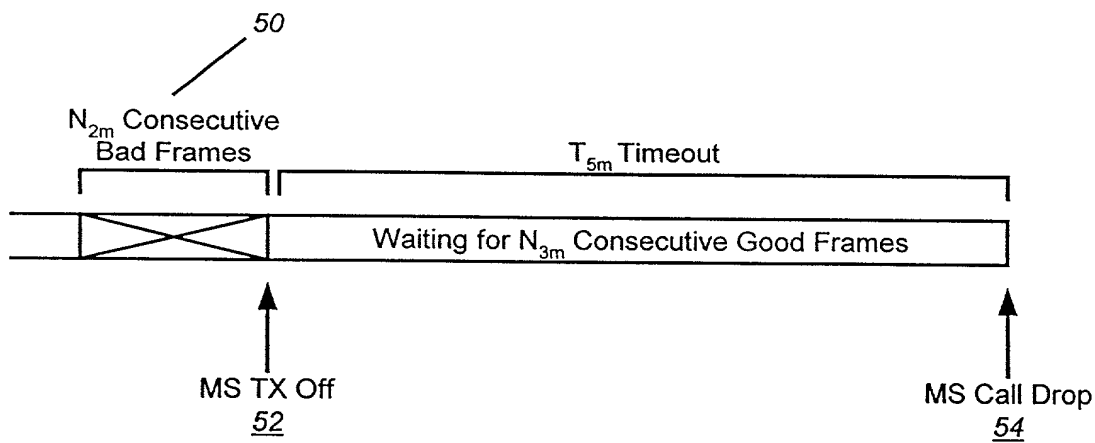 50
N2m Consecutive
Bad Frames
T5m Timeout
Waiting for N3m Consecutive Good Frames
MS TX Off
52
MS Call Drop
54